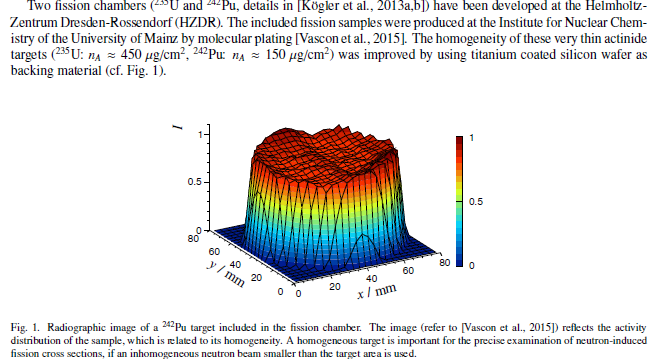 Two fission chambers (²³⁵U and ²⁴²Pu, details in [Kögler et al., 2013a,b]) have been developed at the Helmholtz-
Zentrum Dresden-Rossendorf (HZDR). The included fission samples were produced at the Institute for Nuclear Chem-
istry of the University of Mainz by molecular plating [Vascon et al., 2015]. The homogeneity of these very thin actinide
targets (²³⁵U: n_A ≈ 450 μg/cm², ²⁴²Pu: n_A ≈ 150 μg/cm²) was improved by using titanium coated silicon wafer as
backing material (cf. Fig. 1).
I
1
0.5
0
80
60
40
20
0
y / mm
0
20
40
60
80
x / mm
1
0.5
0
Fig. 1. Radiographic image of a ²⁴²Pu target included in the fission chamber. The image (refer to [Vascon et al., 2015]) reflects the activity
distribution of the sample, which is related to its homogeneity. A homogeneous target is important for the precise examination of neutron-induced
fission cross sections, if an inhomogeneous neutron beam smaller than the target area is used.